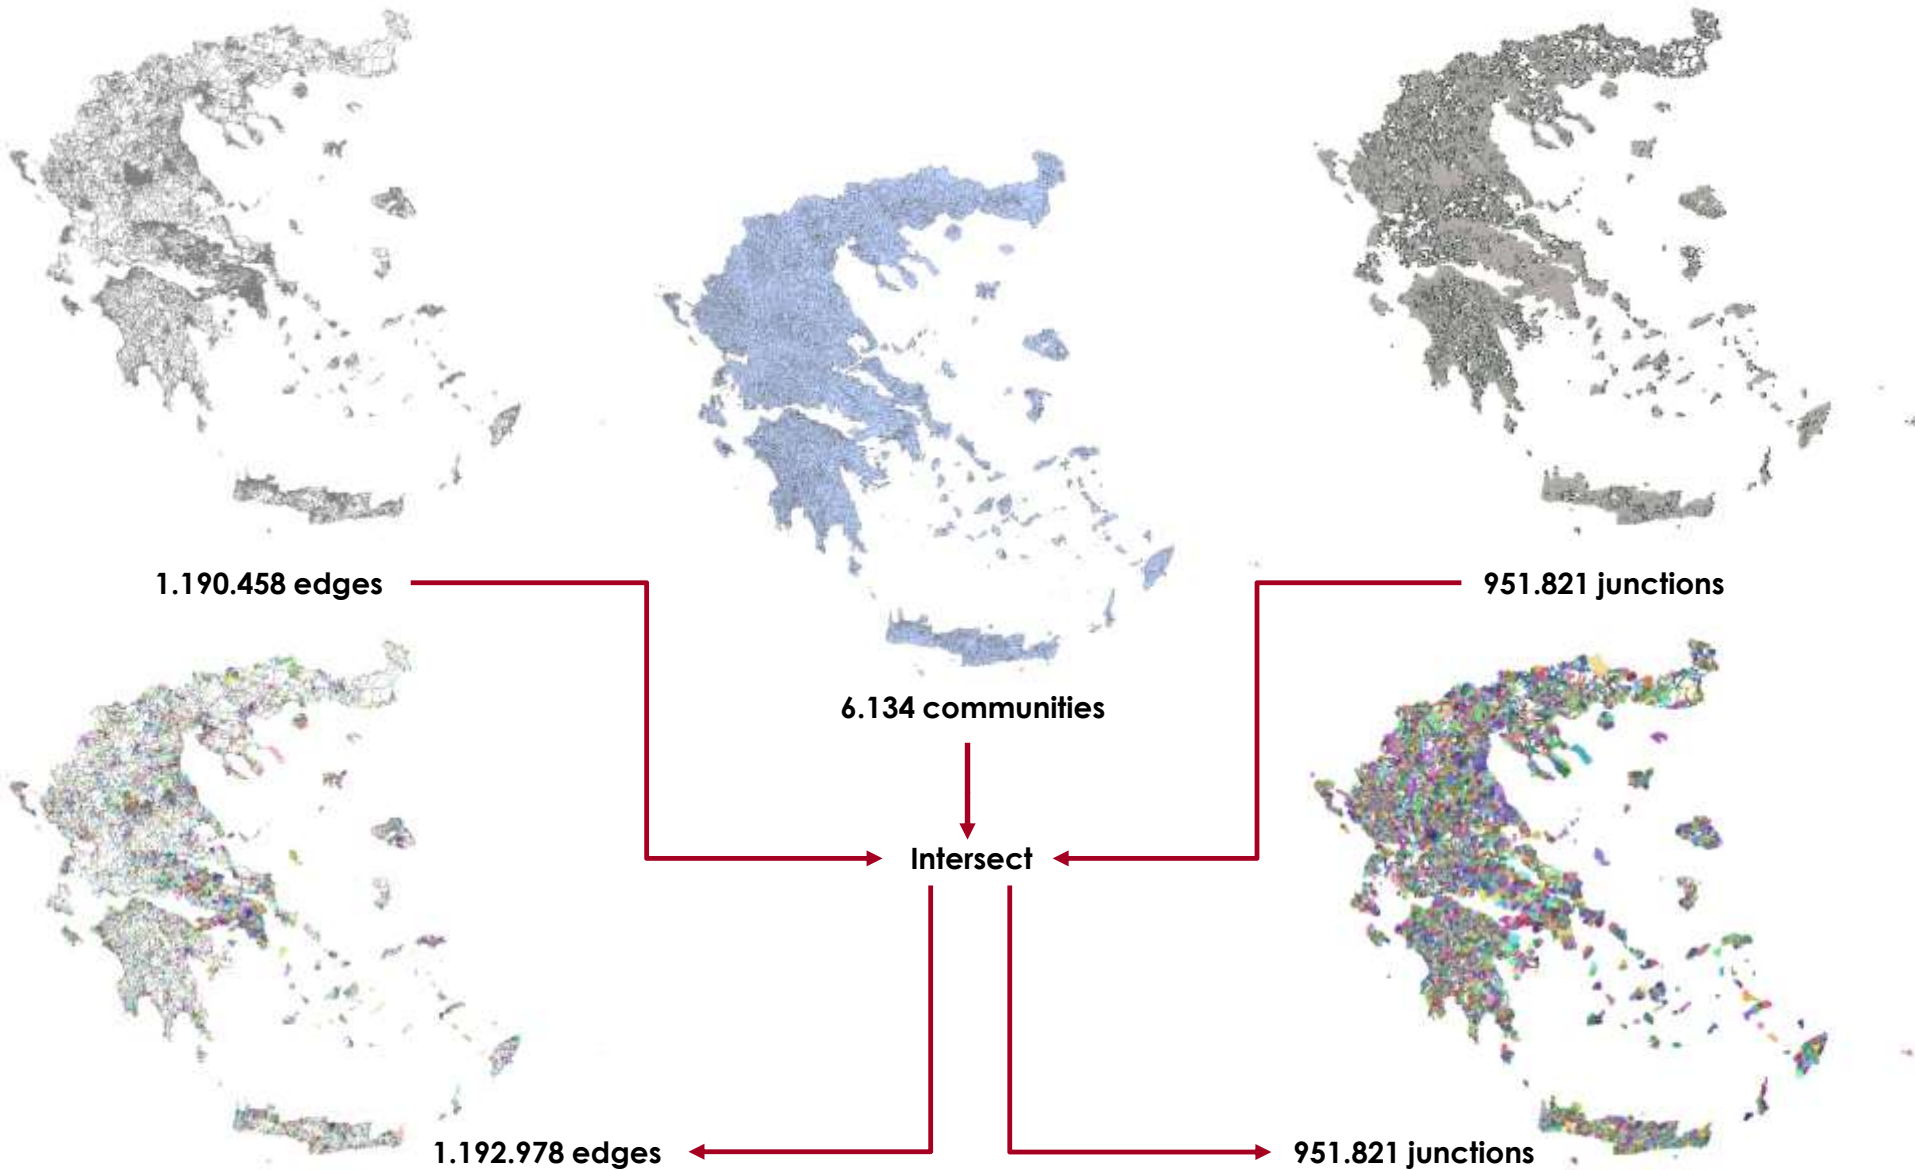 1.190.458 edges
951.821 junctions
6.134 communities
Intersect
1.192.978 edges
951.821 junctions